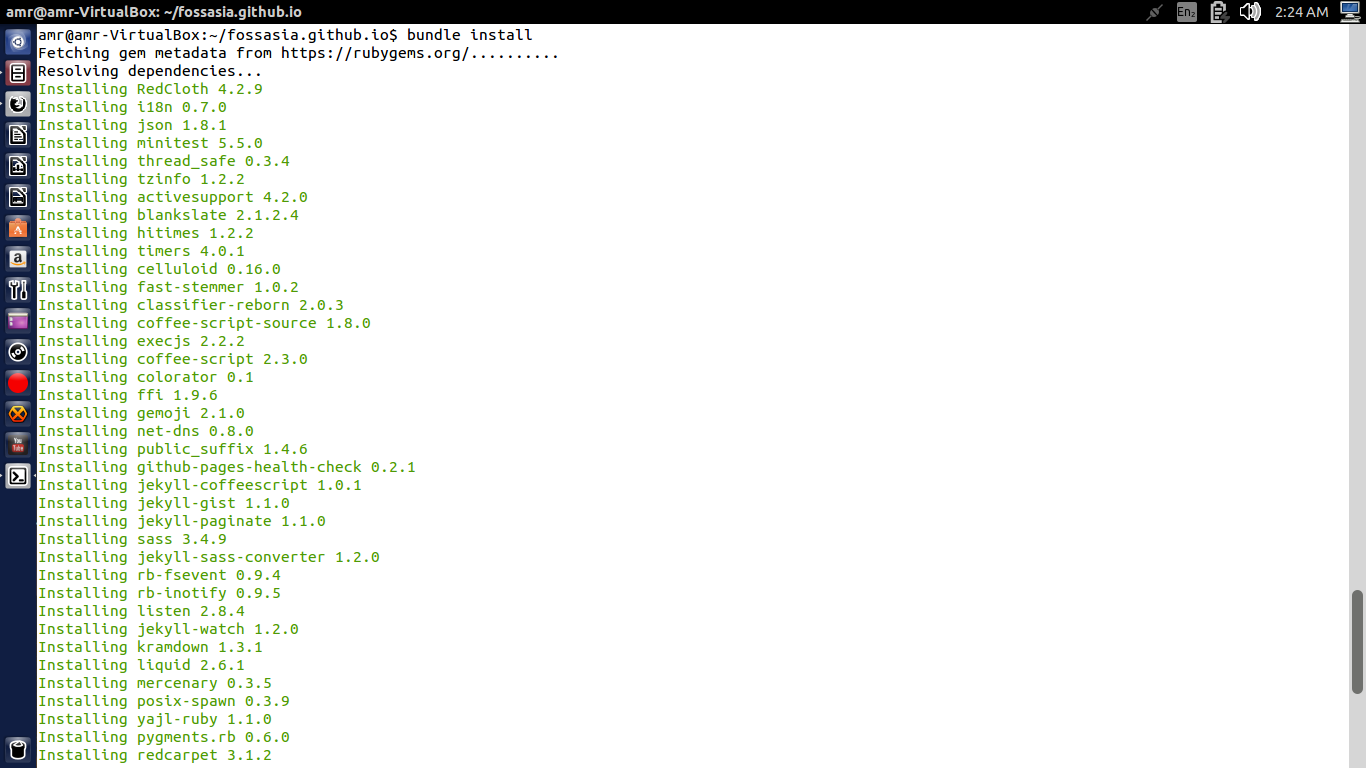 amr@amr-VirtualBox: ~/fossasia.github.io
En₂
2:24 AM
amr@amr-VirtualBox:~/fossasia.github.io$ bundle install
Fetching gem metadata from https://rubygems.org/..........
Resolving dependencies...
Installing RedCloth 4.2.9
Installing i18n 0.7.0
Installing json 1.8.1
Installing minitest 5.5.0
Installing thread_safe 0.3.4
Installing tzinfo 1.2.2
Installing activesupport 4.2.0
Installing blankslate 2.1.2.4
Installing hitimes 1.2.2
Installing timers 4.0.1
Installing celluloid 0.16.0
Installing fast-stemmer 1.0.2
Installing classifier-reborn 2.0.3
Installing coffee-script-source 1.8.0
Installing execjs 2.2.2
Installing coffee-script 2.3.0
Installing colorator 0.1
Installing ffi 1.9.6
Installing gemoji 2.1.0
Installing net-dns 0.8.0
Installing public_suffix 1.4.6
Installing github-pages-health-check 0.2.1
Installing jekyll-coffeescript 1.0.1
Installing jekyll-gist 1.1.0
Installing jekyll-paginate 1.1.0
Installing sass 3.4.9
Installing jekyll-sass-converter 1.2.0
Installing rb-fsevent 0.9.4
Installing rb-inotify 0.9.5
Installing listen 2.8.4
Installing jekyll-watch 1.2.0
Installing kramdown 1.3.1
Installing liquid 2.6.1
Installing mercenary 0.3.5
Installing posix-spawn 0.3.9
Installing yajl-ruby 1.1.0
Installing pygments.rb 0.6.0
Installing redcarpet 3.1.2
You
Tube